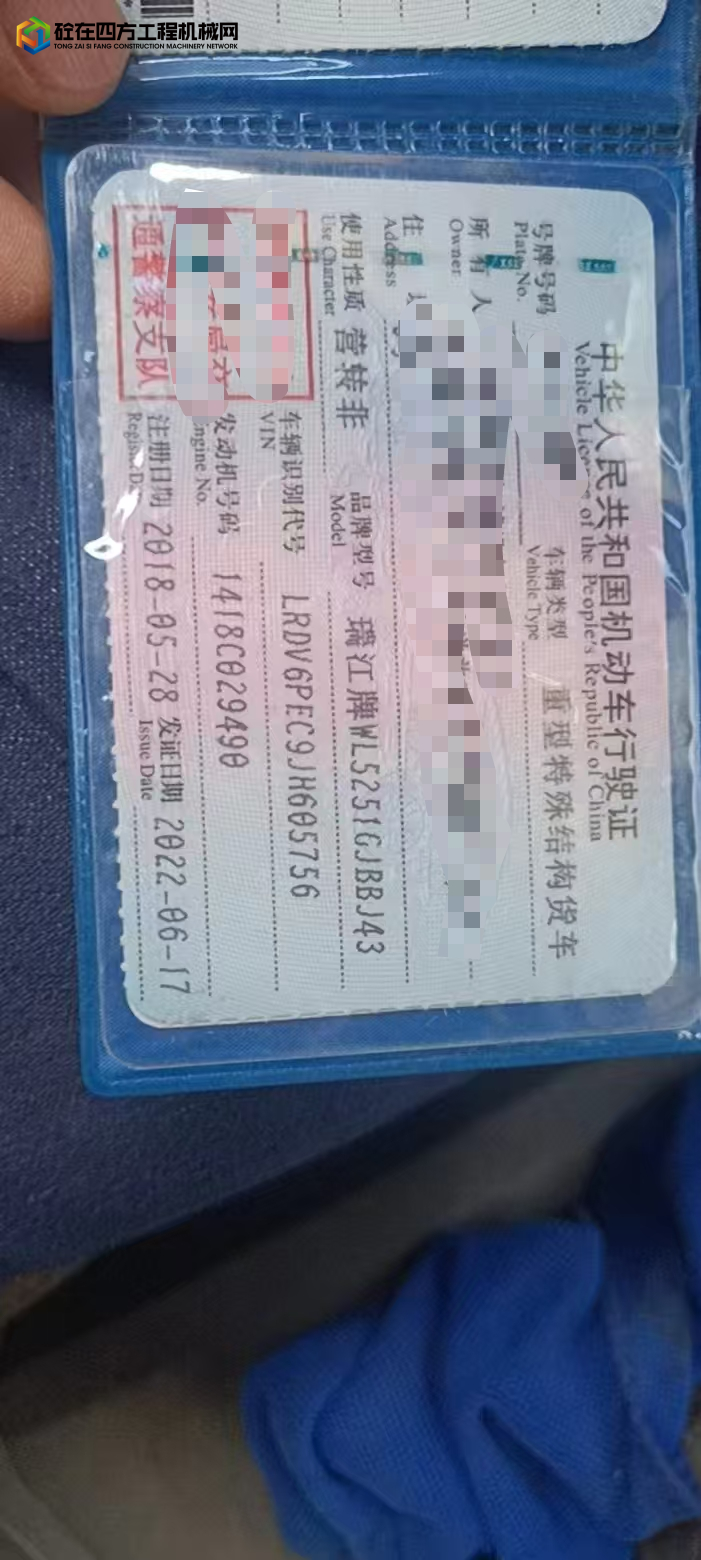 砼在四方工程机械网
TONG ZAI SI FANG CONSTRUCTION MACHINERY NETWORK
中华人民共和国机动车行驶证
Vehicle License of the People's Republic of China
号牌号码
Plate No.
车辆类型 重型特殊结构货车
Vehicle Type
所有人
Owner
住
Address
使用性质 营转非
Use Character
品牌型号 瑞江牌WL5251GJBBJ43
Model
车辆识别代号 LRDV6PEC9JH605756
VIN
发动机号码 1418C029490
Engine No.
注册日期 2018-05-28 发证日期 2022-06-17
Issue Date
通警察支队